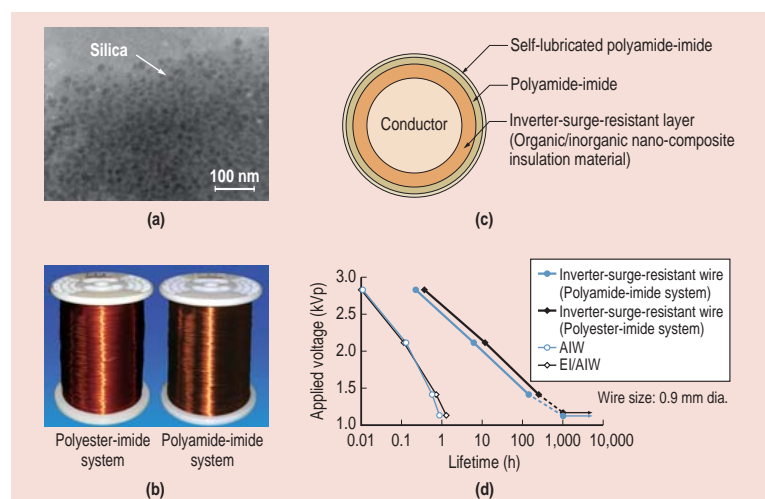 Silica
100 nm
(a)
Self-lubricated polyamide-imide
Polyamide-imide
Conductor
Inverter-surge-resistant layer
(Organic/inorganic nano-composite
insulation material)
(c)
Polyester-imide
system
Polyamide-imide
system
(b)
Applied voltage (kVp)
3.0
2.5
2.0
1.5
1.0
0.01
0.1
1
10
100
1,000
10,000
Lifetime (h)
Inverter-surge-resistant wire
(Polyamide-imide system)
Inverter-surge-resistant wire
(Polyester-imide system)
AIW
EI/AIW
Wire size: 0.9 mm dia.
(d)